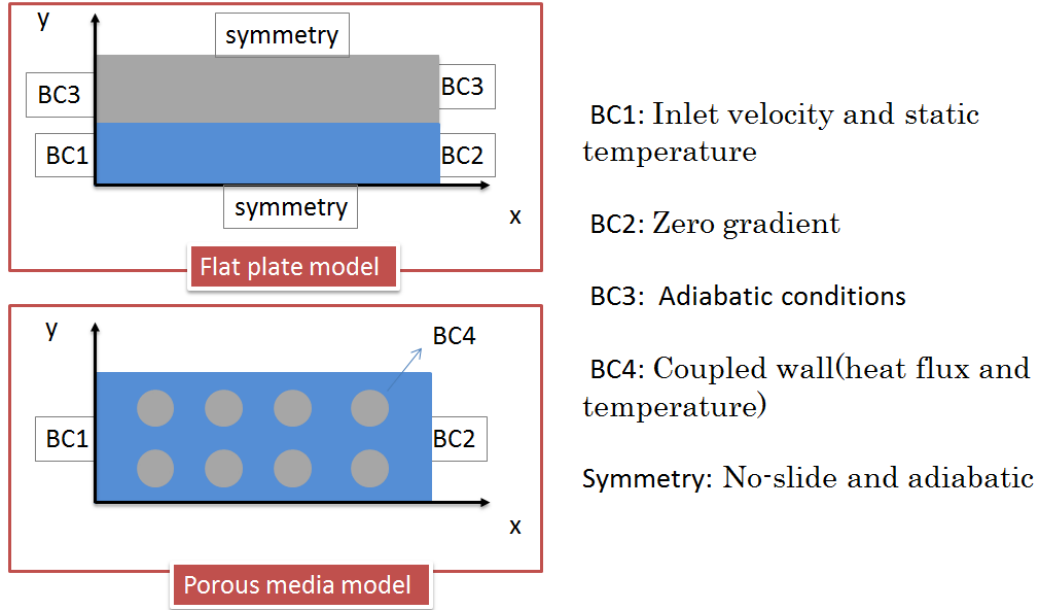 y
symmetry
BC3
BC3
BC1
BC2
symmetry
x
Flat plate model
y
BC4
BC1
BC2
x
Porous media model
BC1: Inlet velocity and static
temperature
BC2: Zero gradient
BC3: Adiabatic conditions
BC4: Coupled wall(heat flux and
temperature)
Symmetry: No-slide and adiabatic